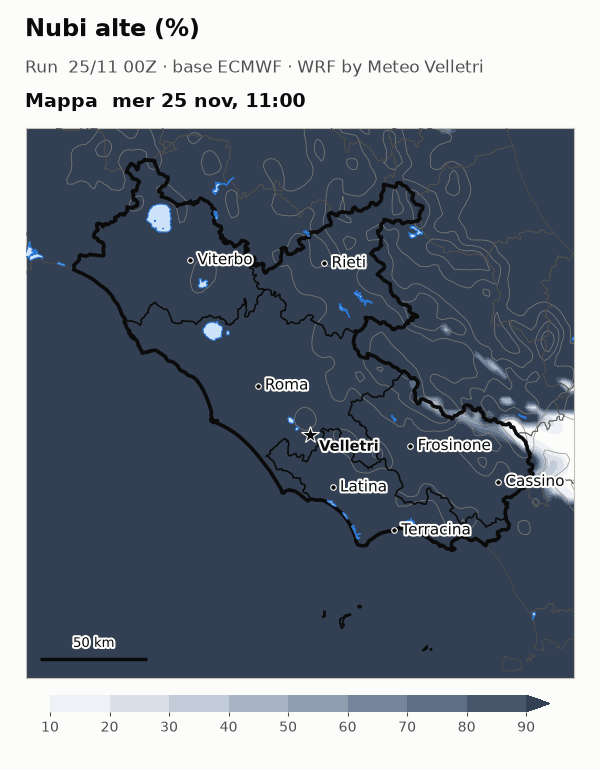 Nubi alte (%)
Run  25/11 00Z · base ECMWF · WRF by Meteo Velletri
Mappa  mer 25 nov, 11:00
Viterbo
Rieti
Roma
Velletri
Frosinone
Cassino
Latina
Terracina
50 km
10 20 30 40 50 60 70 80 90